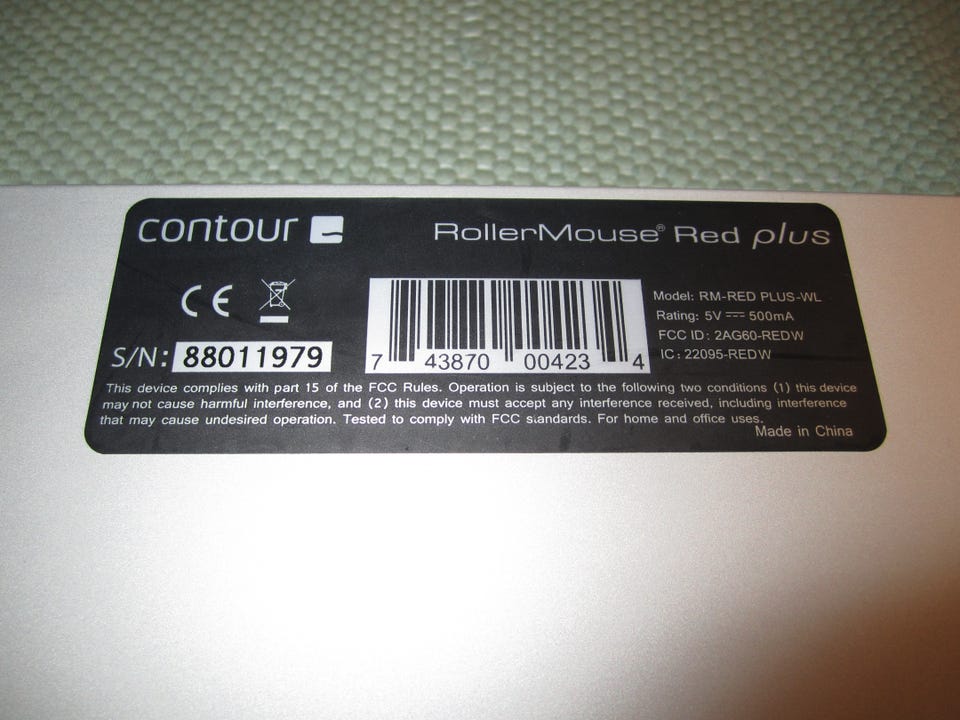 contour
RollerMouse® Red plus
CE
S/N: 88011979
7 43870 00423 4
Model: RM-RED PLUS-WL
Rating: 5V ⎓ 500mA
FCC ID: 2AG60-REDW
IC: 22095-REDW
This device complies with part 15 of the FCC Rules. Operation is subject to the following two conditions (1) this device
may not cause harmful interference, and (2) this device must accept any interference received, including interference
that may cause undesired operation. Tested to comply with FCC standards. For home and office uses.
Made in China